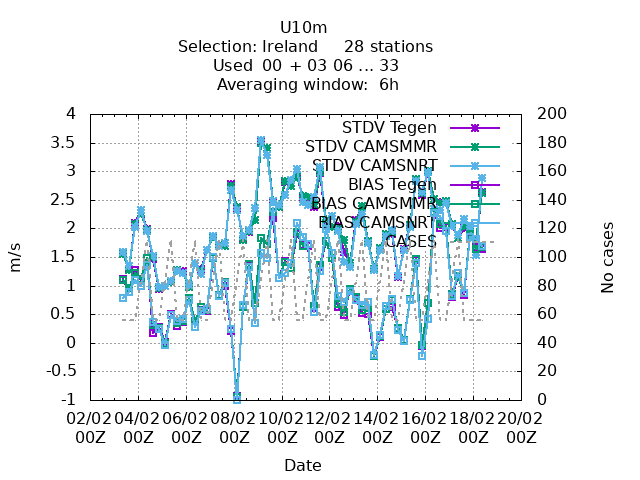 U10m
Selection: Ireland 28 stations
Used 00 + 03 06 ... 33
Averaging window: 6h
4 200
STDV Tegen
3.5 180
STDV CAMSMMR
STDV CAMSNRT
3 160
BIAS Tegen
2.5 140
BIAS CAMSMMR
BIAS CAMSNRT
2 120
CASES
1.5 100
1 80
0.5 60
0 40
-0.5 20
-1 0
m/s
No cases
02/02 04/02 06/02 08/02 10/02 12/02 14/02 16/02 18/02 20/02
00Z 00Z 00Z 00Z 00Z 00Z 00Z 00Z 00Z 00Z
Date